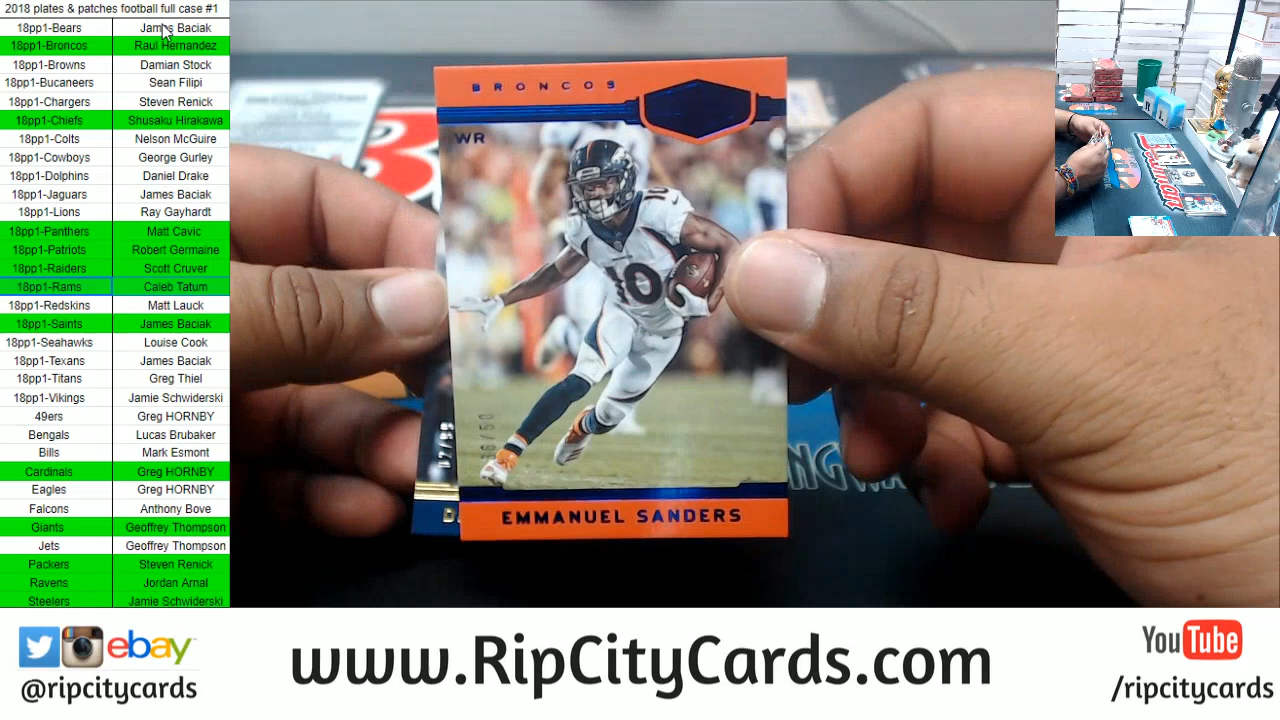 2018 plates & patches football full case #1
18pp1-Bears James Baciak
18pp1-Broncos Raul Hernandez
18pp1-Browns Damian Stock
18pp1-Bucaneers Sean Filipi
18pp1-Chargers Steven Renick
18pp1-Chiefs Shusaku Hirakawa
18pp1-Colts Nelson McGuire
18pp1-Cowboys George Gurley
18pp1-Dolphins Daniel Drake
18pp1-Jaguars James Baciak
18pp1-Lions Ray Gayhardt
18pp1-Panthers Matt Cavic
18pp1-Patriots Robert Germaine
18pp1-Raiders Scott Cruver
18pp1-Rams Caleb Tatum
18pp1-Redskins Matt Lauck
18pp1-Saints James Baciak
18pp1-Seahawks Louise Cook
18pp1-Texans James Baciak
18pp1-Titans Greg Thiel
18pp1-Vikings Jamie Schwiderski
49ers Greg HORNBY
Bengals Lucas Brubaker
Bills Mark Esmont
Cardinals Greg HORNBY
Eagles Greg HORNBY
Falcons Anthony Bove
Giants Geoffrey Thompson
Jets Geoffrey Thompson
Packers Steven Renick
Ravens Jordan Arnal
Steelers Jamie Schwiderski
BRONCOS
WR
10
10
EMMANUEL SANDERS
Bowman
ebay
@ripcitycards
www.RipCityCards.com
YouTube
/ripcitycards